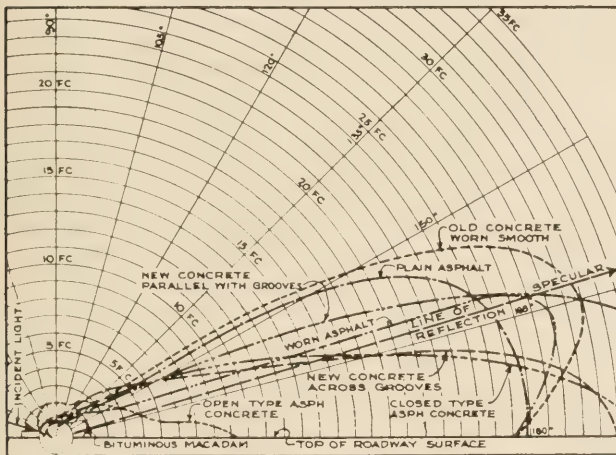 90°
105°
120°
35 FC
30 FC
25 FC
135°
20 FC
20 FC
15 FC
15 FC
10 FC
10 FC
5 FC
5 FC
150°
OLD CONCRETE
WORN SMOOTH
PLAIN ASPHALT
NEW CONCRETE
PARALLEL WITH GROOVES
SPECULAR
LINE OF
REFLECTION
WORN ASPHALT
INCIDENT LIGHT
NEW CONCRETE
ACROSS GROOVES
OPEN TYPE ASPH
CONCRETE
CLOSED TYPE
ASPH CONCRETE
BITUMINOUS MACADAM
TOP OF ROADWAY SURFACE